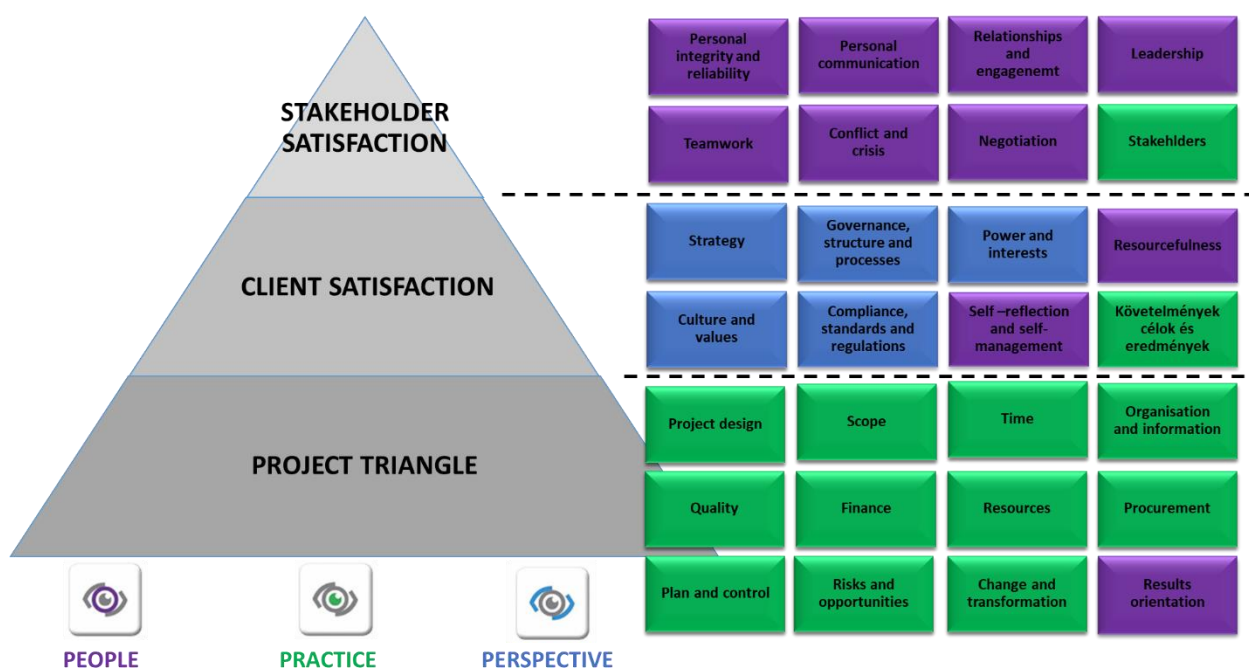 STAKEHOLDER
SATISFACTION
CLIENT SATISFACTION
PROJECT TRIANGLE
PEOPLE
PRACTICE
PERSPECTIVE
Personal
integrity and
reliability
Personal
communication
Relationships
and
engagenemt
Leadership
Teamwork
Conflict and
crisis
Negotiation
Stakehlders
Strategy
Governance,
structure and
processes
Power and
interests
Resourcefulness
Culture and
values
Compliance,
standards and
regulations
Self –reflection
and self-
management
Követelmények
célok és
eredmények
Project design
Scope
Time
Organisation
and information
Quality
Finance
Resources
Procurement
Plan and control
Risks and
opportunities
Change and
transformation
Results
orientation